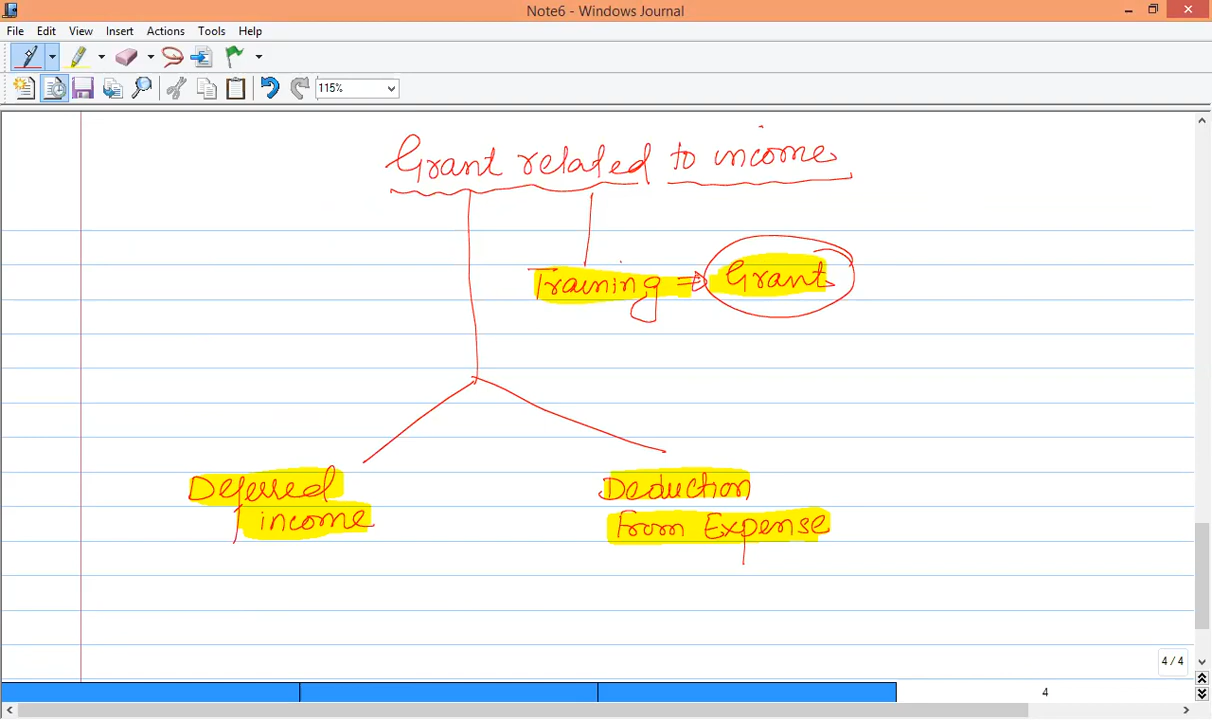 Note6 - Windows Journal
File Edit View Insert Actions Tools Help
115%
Grant related to income
Training ⇒ Grant
Deferred
income
Deduction
From Expense
4 / 4
4